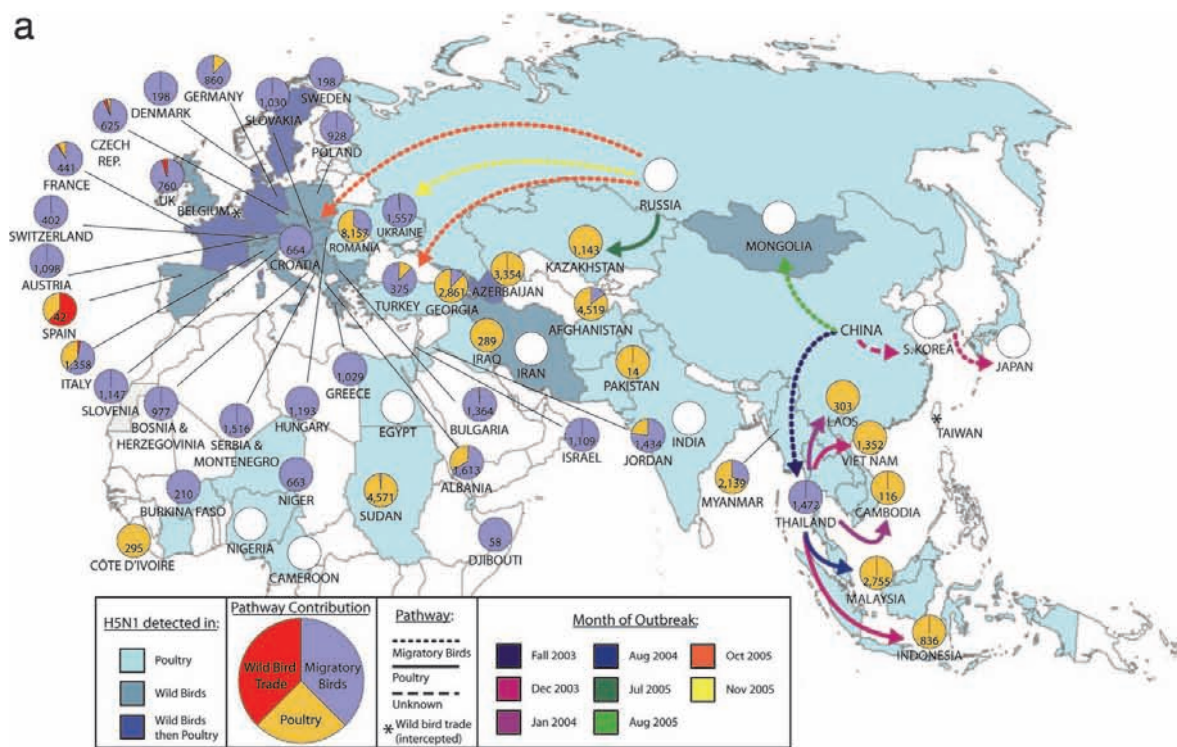 a
198
DENMARK
860
GERMANY
1,030
SLOVAKIA
198
SWEDEN
625
CZECH
REP.
928
POLAND
441
FRANCE
760
UK
BELGIUM *
402
SWITZERLAND
1,098
AUSTRIA
42
SPAIN
1,358
ITALY
1,147
SLOVENIA
977
BOSNIA &
HERZEGOVINIA
1,516
SERBIA &
MONTENEGRO
1,193
HUNGARY
1,029
GREECE
664
CROATIA
8,157
ROMANIA
1,557
UKRAINE
375
TURKEY
2,861
GEORGIA
3,354
AZERBAIJAN
1,143
KAZAKHSTAN
RUSSIA
MONGOLIA
4,519
AFGHANISTAN
289
IRAQ
IRAN
14
PAKISTAN
CHINA
S. KOREA
JAPAN
*
TAIWAN
EGYPT
1,364
BULGARIA
1,109
ISRAEL
1,434
JORDAN
INDIA
1,613
ALBANIA
2,139
MYANMAR
303
LAOS
1,352
VIET NAM
116
CAMBODIA
1,472
THAILAND
2,755
MALAYSIA
836
INDONESIA
210
BURKINA FASO
663
NIGER
4,571
SUDAN
295
CÔTE D'IVOIRE
NIGERIA
CAMEROON
58
DJIBOUTI
H5N1 detected in:
Poultry
Wild Birds
Wild Birds
then Poultry
Pathway Contribution
Wild Bird
Trade
Migratory
Birds
Poultry
Pathway:
Migratory Birds
Poultry
Unknown
* Wild bird trade
(intercepted)
Month of Outbreak:
Fall 2003
Aug 2004
Oct 2005
Dec 2003
Jul 2005
Nov 2005
Jan 2004
Aug 2005